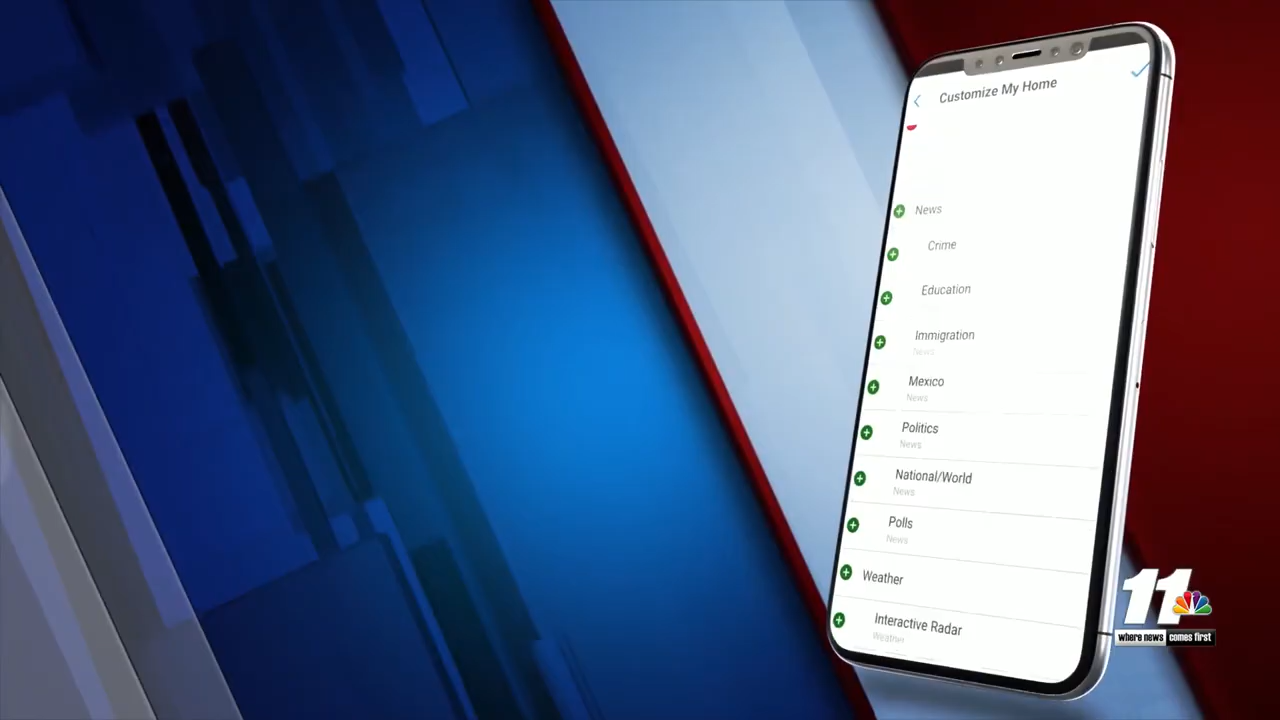 Customize My Home
News
Crime
Education
Immigration
News
Mexico
News
Politics
News
National/World
News
Polls
News
Weather
Interactive Radar
Weather
11
where news comes first